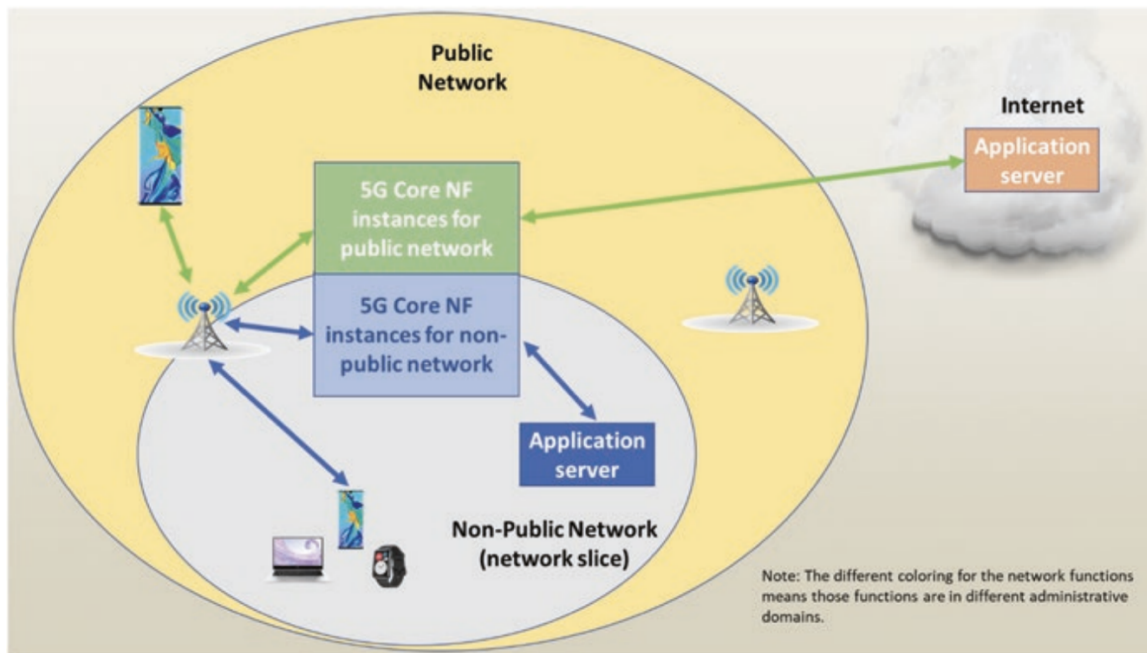 Public
Network
Internet
Application
server
5G Core NF
instances for
public network
5G Core NF
instances for non-
public network
Application
server
Non-Public Network
(network slice)
Note: The different coloring for the network functions
means those functions are in different administrative
domains.